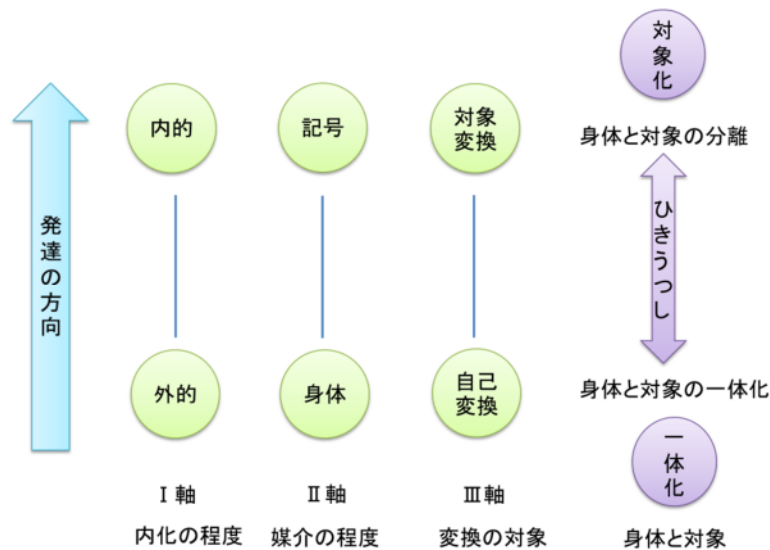 発達の方向
内的
外的
Ⅰ軸
内化の程度
記号
身体
Ⅱ軸
媒介の程度
対象
変換
自己
変換
Ⅲ軸
変換の対象
対象化
身体と対象の分離
ひきうつし
身体と対象の一体化
一体化
身体と対象